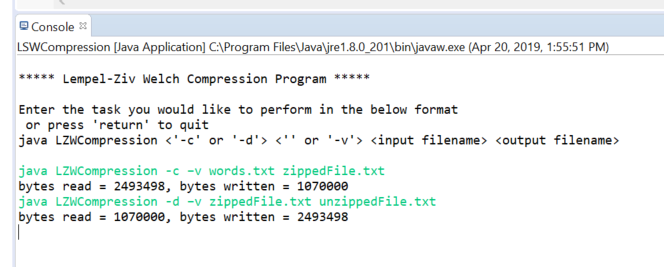 Console
LSWCompression [Java Application] C:\Program Files\Java\jre1.8.0_201\bin\javaw.exe (Apr 20, 2019, 1:55:51 PM)
***** Lempel-Ziv Welch Compression Program *****
Enter the task you would like to perform in the below format
or press 'return' to quit
java LZWCompression <'-c' or '-d'> <'' or '-v'> <input filename> <output filename>
java LZWCompression -c -v words.txt zippedFile.txt
bytes read = 2493498, bytes written = 1070000
java LZWCompression -d -v zippedFile.txt unzippedFile.txt
bytes read = 1070000, bytes written = 2493498